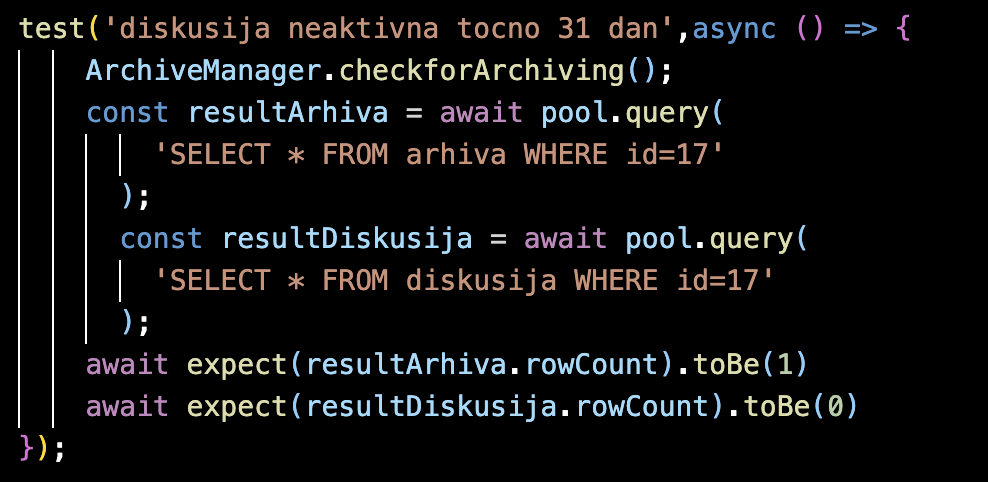 test('diskusija neaktivna tocno 31 dan',async () => {
ArchiveManager.checkforArchiving();
const resultArhiva = await pool.query(
'SELECT * FROM arhiva WHERE id=17'
);
const resultDiskusija = await pool.query(
'SELECT * FROM diskusija WHERE id=17'
);
await expect(resultArhiva.rowCount).toBe(1)
await expect(resultDiskusija.rowCount).toBe(0)
});